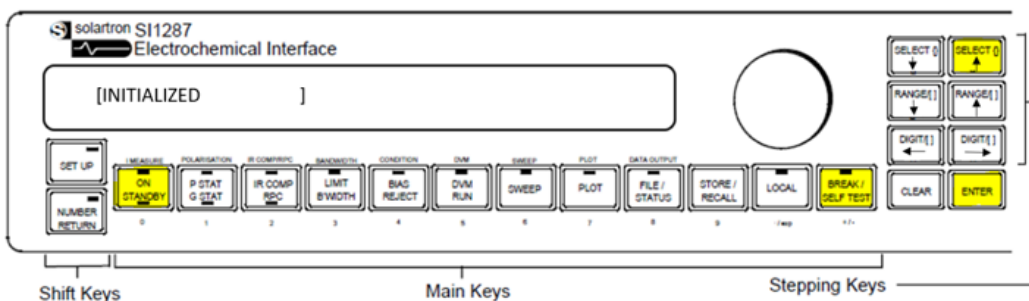 solartron SI1287
Electrochemical Interface
[INITIALIZED ]
SELECT () SELECT ()
RANGE/[ ] RANGE/[ ]
DIGIT/[ ] DIGIT/[ ]
SET UP
I MEASURE POLARISATION IR COMP/RPC BANDWIDTH CONDITION DVM SWEEP PLOT DATA OUTPUT
ON STANDBY P STAT G STAT IR COMP RPC LIMIT B'WIDTH BIAS REJECT DVM RUN SWEEP PLOT FILE / STATUS STORE / RECALL LOCAL BREAK / SELF TEST CLEAR ENTER
NUMBER
RETURN
0 1 2 3 4 5 6 7 8 9 ·/exp +/-
Shift Keys Main Keys Stepping Keys